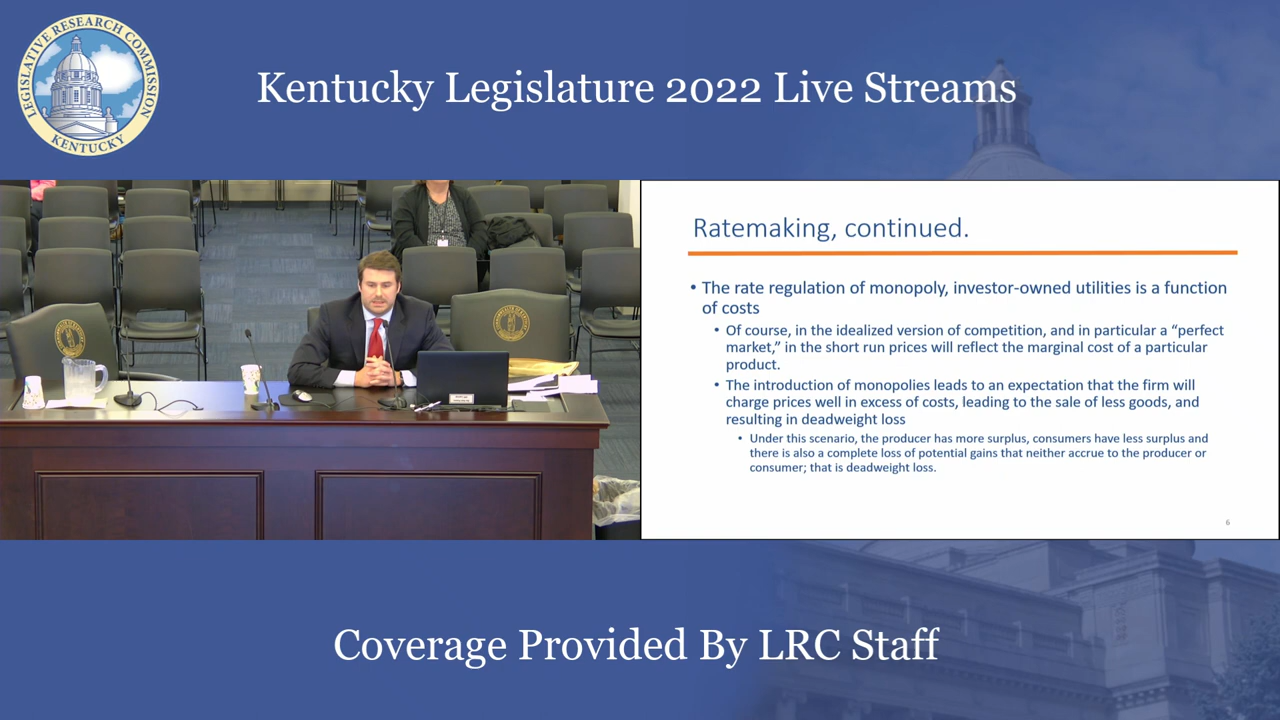 LEGISLATIVE RESEARCH COMMISSION
KENTUCKY
Kentucky Legislature 2022 Live Streams
Ratemaking, continued.
• The rate regulation of monopoly, investor-owned utilities is a function
of costs
• Of course, in the idealized version of competition, and in particular a “perfect
market,” in the short run prices will reflect the marginal cost of a particular
product.
• The introduction of monopolies leads to an expectation that the firm will
charge prices well in excess of costs, leading to the sale of less goods, and
resulting in deadweight loss
• Under this scenario, the producer has more surplus, consumers have less surplus and
there is also a complete loss of potential gains that neither accrue to the producer or
consumer; that is deadweight loss.
6
Coverage Provided By LRC Staff